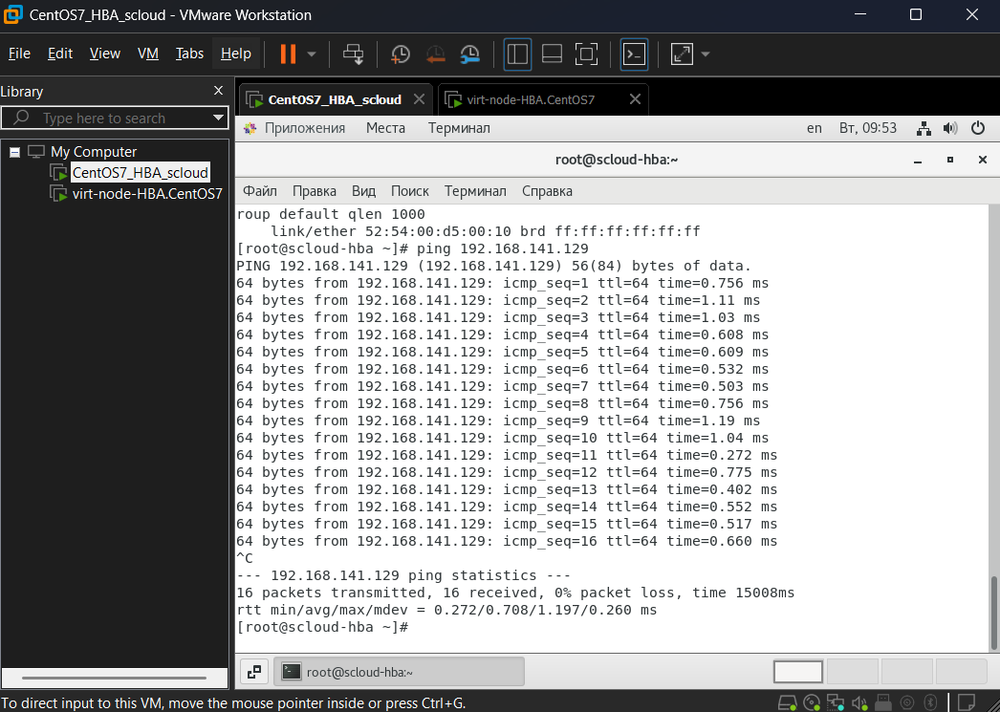 CentOS7_HBA_scloud - VMware Workstation
File Edit View VM Tabs Help
Library
Type here to search
My Computer
CentOS7_HBA_scloud
virt-node-HBA.CentOS7
CentOS7_HBA_scloud virt-node-HBA.CentOS7
Приложения Места Терминал en Вт, 09:53
root@scloud-hba:~
Файл Правка Вид Поиск Терминал Справка
roup default qlen 1000
    link/ether 52:54:00:d5:00:10 brd ff:ff:ff:ff:ff:ff
[root@scloud-hba ~]# ping 192.168.141.129
PING 192.168.141.129 (192.168.141.129) 56(84) bytes of data.
64 bytes from 192.168.141.129: icmp_seq=1 ttl=64 time=0.756 ms
64 bytes from 192.168.141.129: icmp_seq=2 ttl=64 time=1.11 ms
64 bytes from 192.168.141.129: icmp_seq=3 ttl=64 time=1.03 ms
64 bytes from 192.168.141.129: icmp_seq=4 ttl=64 time=0.608 ms
64 bytes from 192.168.141.129: icmp_seq=5 ttl=64 time=0.609 ms
64 bytes from 192.168.141.129: icmp_seq=6 ttl=64 time=0.532 ms
64 bytes from 192.168.141.129: icmp_seq=7 ttl=64 time=0.503 ms
64 bytes from 192.168.141.129: icmp_seq=8 ttl=64 time=0.756 ms
64 bytes from 192.168.141.129: icmp_seq=9 ttl=64 time=1.19 ms
64 bytes from 192.168.141.129: icmp_seq=10 ttl=64 time=1.04 ms
64 bytes from 192.168.141.129: icmp_seq=11 ttl=64 time=0.272 ms
64 bytes from 192.168.141.129: icmp_seq=12 ttl=64 time=0.775 ms
64 bytes from 192.168.141.129: icmp_seq=13 ttl=64 time=0.402 ms
64 bytes from 192.168.141.129: icmp_seq=14 ttl=64 time=0.552 ms
64 bytes from 192.168.141.129: icmp_seq=15 ttl=64 time=0.517 ms
64 bytes from 192.168.141.129: icmp_seq=16 ttl=64 time=0.660 ms
^C
--- 192.168.141.129 ping statistics ---
16 packets transmitted, 16 received, 0% packet loss, time 15008ms
rtt min/avg/max/mdev = 0.272/0.708/1.197/0.260 ms
[root@scloud-hba ~]#
root@scloud-hba:~
To direct input to this VM, move the mouse pointer inside or press Ctrl+G.